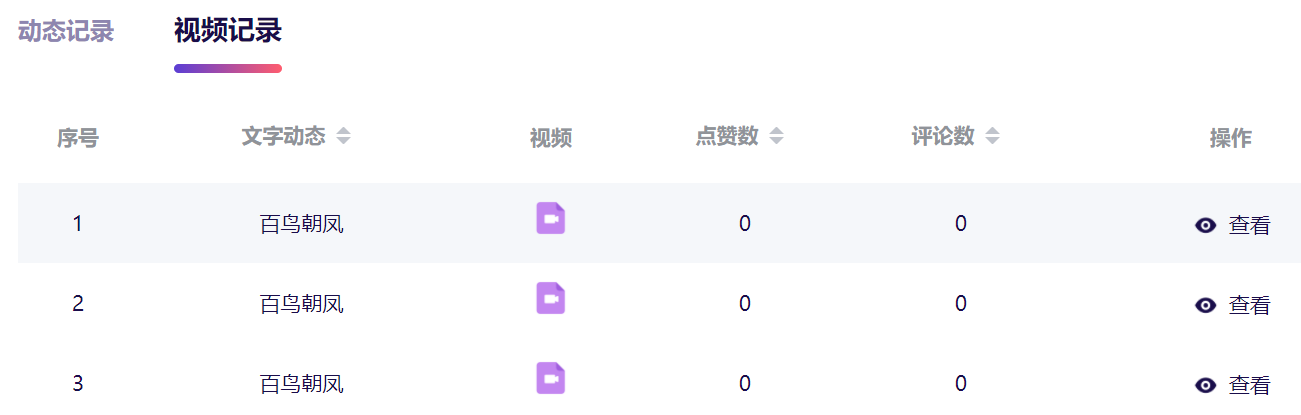 动态记录 视频记录
序号 文字动态 视频 点赞数 评论数 操作
1 百鸟朝凤 0 0 查看
2 百鸟朝凤 0 0 查看
3 百鸟朝凤 0 0 查看